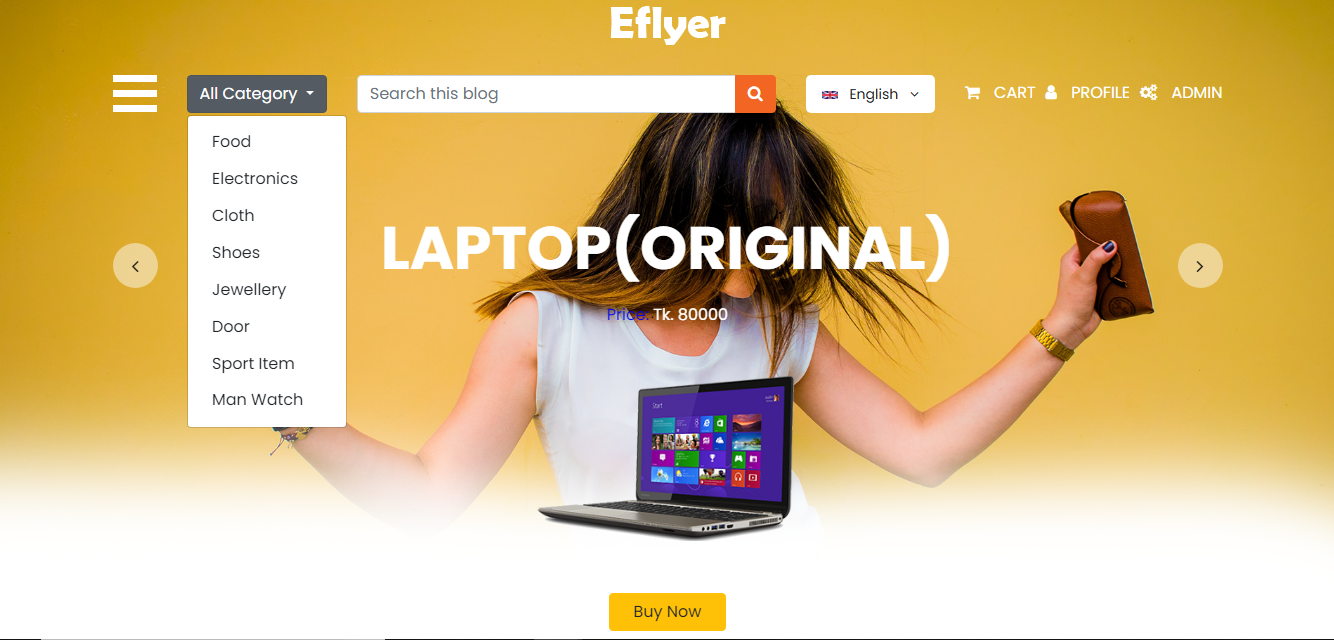 Eflyer
All Category
Search this blog
English
CART
PROFILE
ADMIN
Food
Electronics
Cloth
Shoes
Jewellery
Door
Sport Item
Man Watch
LAPTOP(ORIGINAL)
Price: Tk. 80000
Start
Buy Now